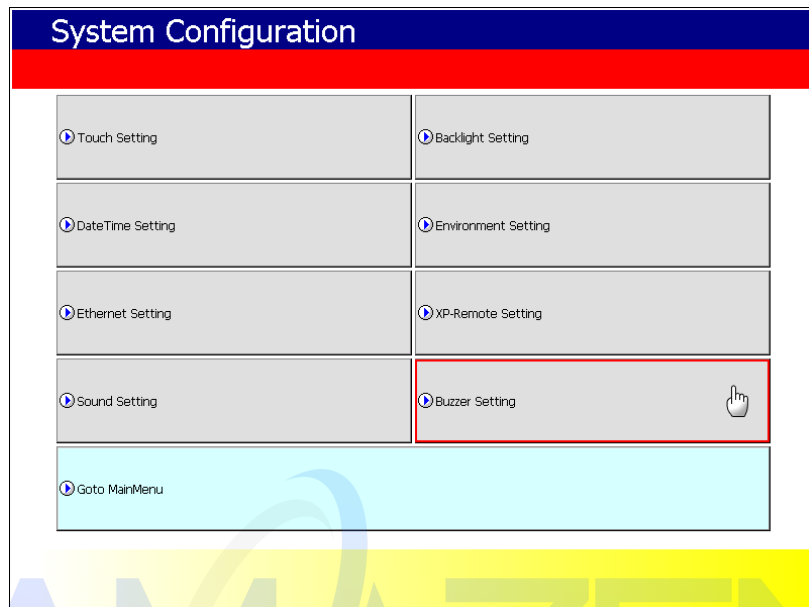 System Configuration
Touch Setting
Backlight Setting
DateTime Setting
Environment Setting
Ethernet Setting
XP-Remote Setting
Sound Setting
Buzzer Setting
Goto MainMenu